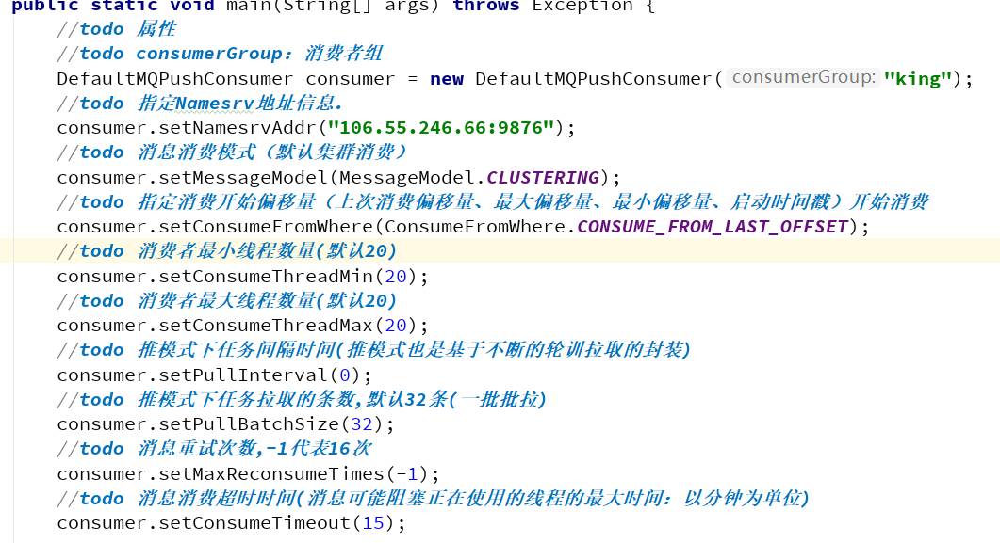 public static void main(String[] args) throws Exception {
//todo 属性
//todo consumerGroup：消费者组
DefaultMQPushConsumer consumer = new DefaultMQPushConsumer( consumerGroup: "king");
//todo 指定Namesrv地址信息.
consumer.setNamesrvAddr("106.55.246.66:9876");
//todo 消息消费模式（默认集群消费）
consumer.setMessageModel(MessageModel.CLUSTERING);
//todo 指定消费开始偏移量（上次消费偏移量、最大偏移量、最小偏移量、启动时间戳）开始消费
consumer.setConsumeFromWhere(ConsumeFromWhere.CONSUME_FROM_LAST_OFFSET);
//todo 消费者最小线程数量(默认20)
consumer.setConsumeThreadMin(20);
//todo 消费者最大线程数量(默认20)
consumer.setConsumeThreadMax(20);
//todo 推模式下任务间隔时间(推模式也是基于不断的轮训拉取的封装)
consumer.setPullInterval(0);
//todo 推模式下任务拉取的条数,默认32条(一批批拉)
consumer.setPullBatchSize(32);
//todo 消息重试次数,-1代表16次
consumer.setMaxReconsumeTimes(-1);
//todo 消息消费超时时间(消息可能阻塞正在使用的线程的最大时间：以分钟为单位)
consumer.setConsumeTimeout(15);